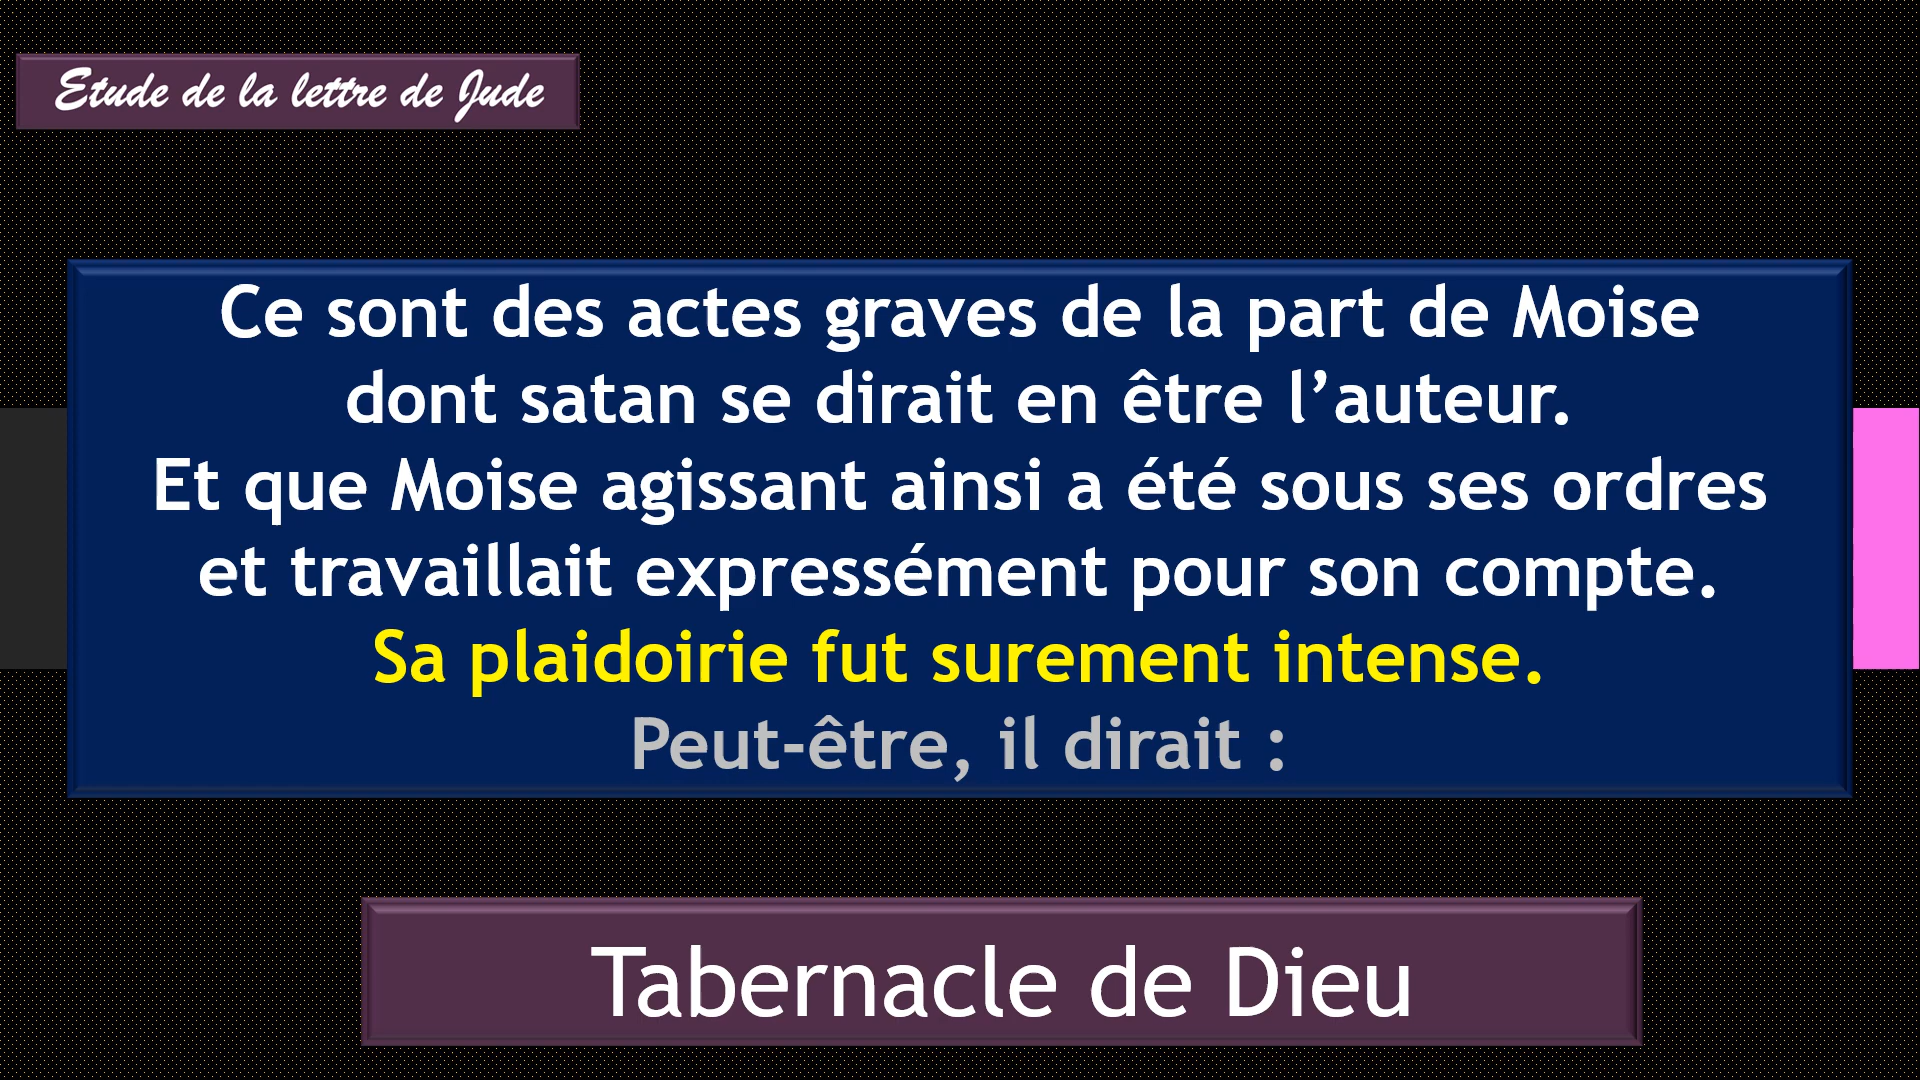 Etude de la lettre de Jude
Ce sont des actes graves de la part de Moise
dont satan se dirait en être l’auteur.
Et que Moise agissant ainsi a été sous ses ordres
et travaillait expressément pour son compte.
Sa plaidoirie fut surement intense.
Peut-être, il dirait :
Tabernacle de Dieu